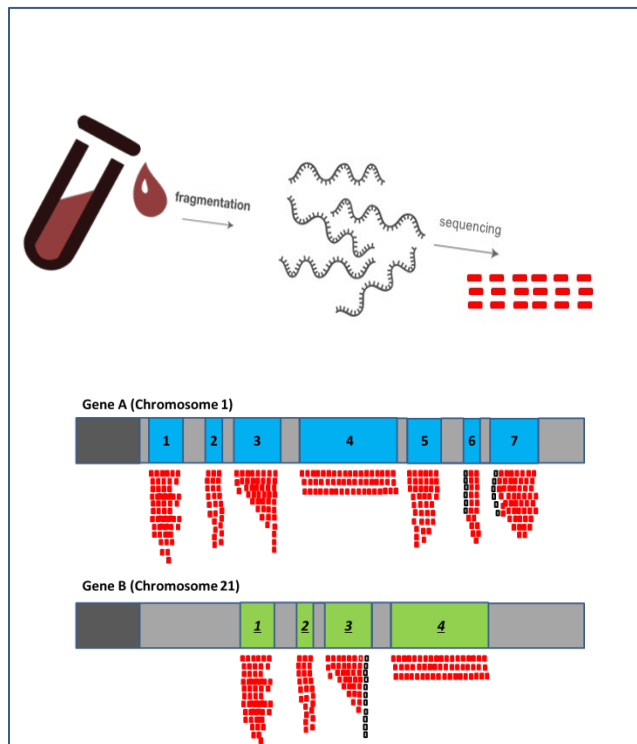 fragmentation
sequencing
Gene A (Chromosome 1)
1 2 3 4 5 6 7
Gene B (Chromosome 21)
1 2 3 4